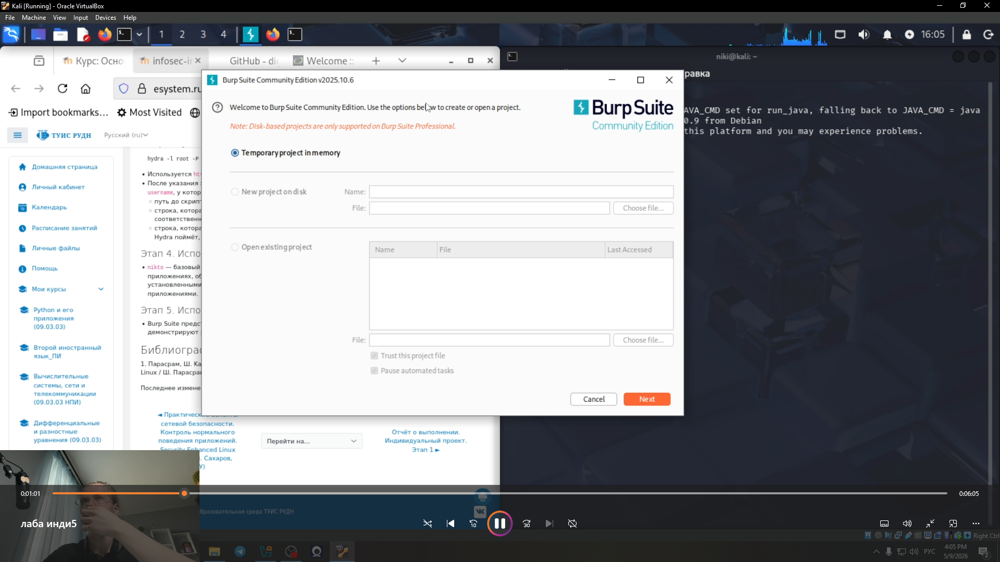 Kali [Running] - Oracle VirtualBox
File Machine View Input Devices Help
1 2 3 4
16:05
Курс: Осно
infosec-in
GitHub - di
Welcome ::
niki@kali: ~
равка
esystem.ru
Import bookmarks...
Most Visited
ТУИС РУДН
Русский (ru)
Домашняя страница
Личный кабинет
Календарь
Расписание занятий
Личные файлы
Помощь
Мои курсы
Python и его
приложения
(09.03.03)
Второй иностранный
язык_ПИ
Вычислительные
системы, сети и
телекоммуникации
(09.03.03 НПИ)
Дифференциальные
и разностные
уравнения (09.03.03)
hydra -l root -P
Используется
После указания
username, у котор
путь до скрипт
строка, котора
соответственн
строка, котора
Hydra поймёт,
Этап 4. Испо
nikto — базовый
приложениях, об
установленными
приложениями.
Этап 5. Испо
Burp Suite предс
демонстрируют
Библиограф
1. Парасрам, Ш. Ka
Linux / Ш. Парасрам
Последнее измене
◄ Практические
сетевой безопасности.
Контроль нормального
поведения приложений.
Security Enhanced Linux
. Сахаров,
У)
Перейти на...
Отчёт о выполнении.
Индивидуальный проект.
Этап 1 ►
бразовательная среда ТУИС РУДН
Burp Suite Community Edition v2025.10.6
Welcome to Burp Suite Community Edition. Use the options below to create or open a project.
Note: Disk-based projects are only supported on Burp Suite Professional.
Burp Suite
Community Edition
Temporary project in memory
New project on disk
Name:
File:
Choose file...
Open existing project
Name File Last Accessed
File:
Choose file...
Trust this project file
Pause automated tasks
Cancel
Next
AVA_CMD set for run_java, falling back to JAVA_CMD = java
0.9 from Debian
this platform and you may experience problems.
0:01:01
0:06:05
лаба инди5
10
30
Right Ctrl
РУС
4:05 PM
5/9/2026
2